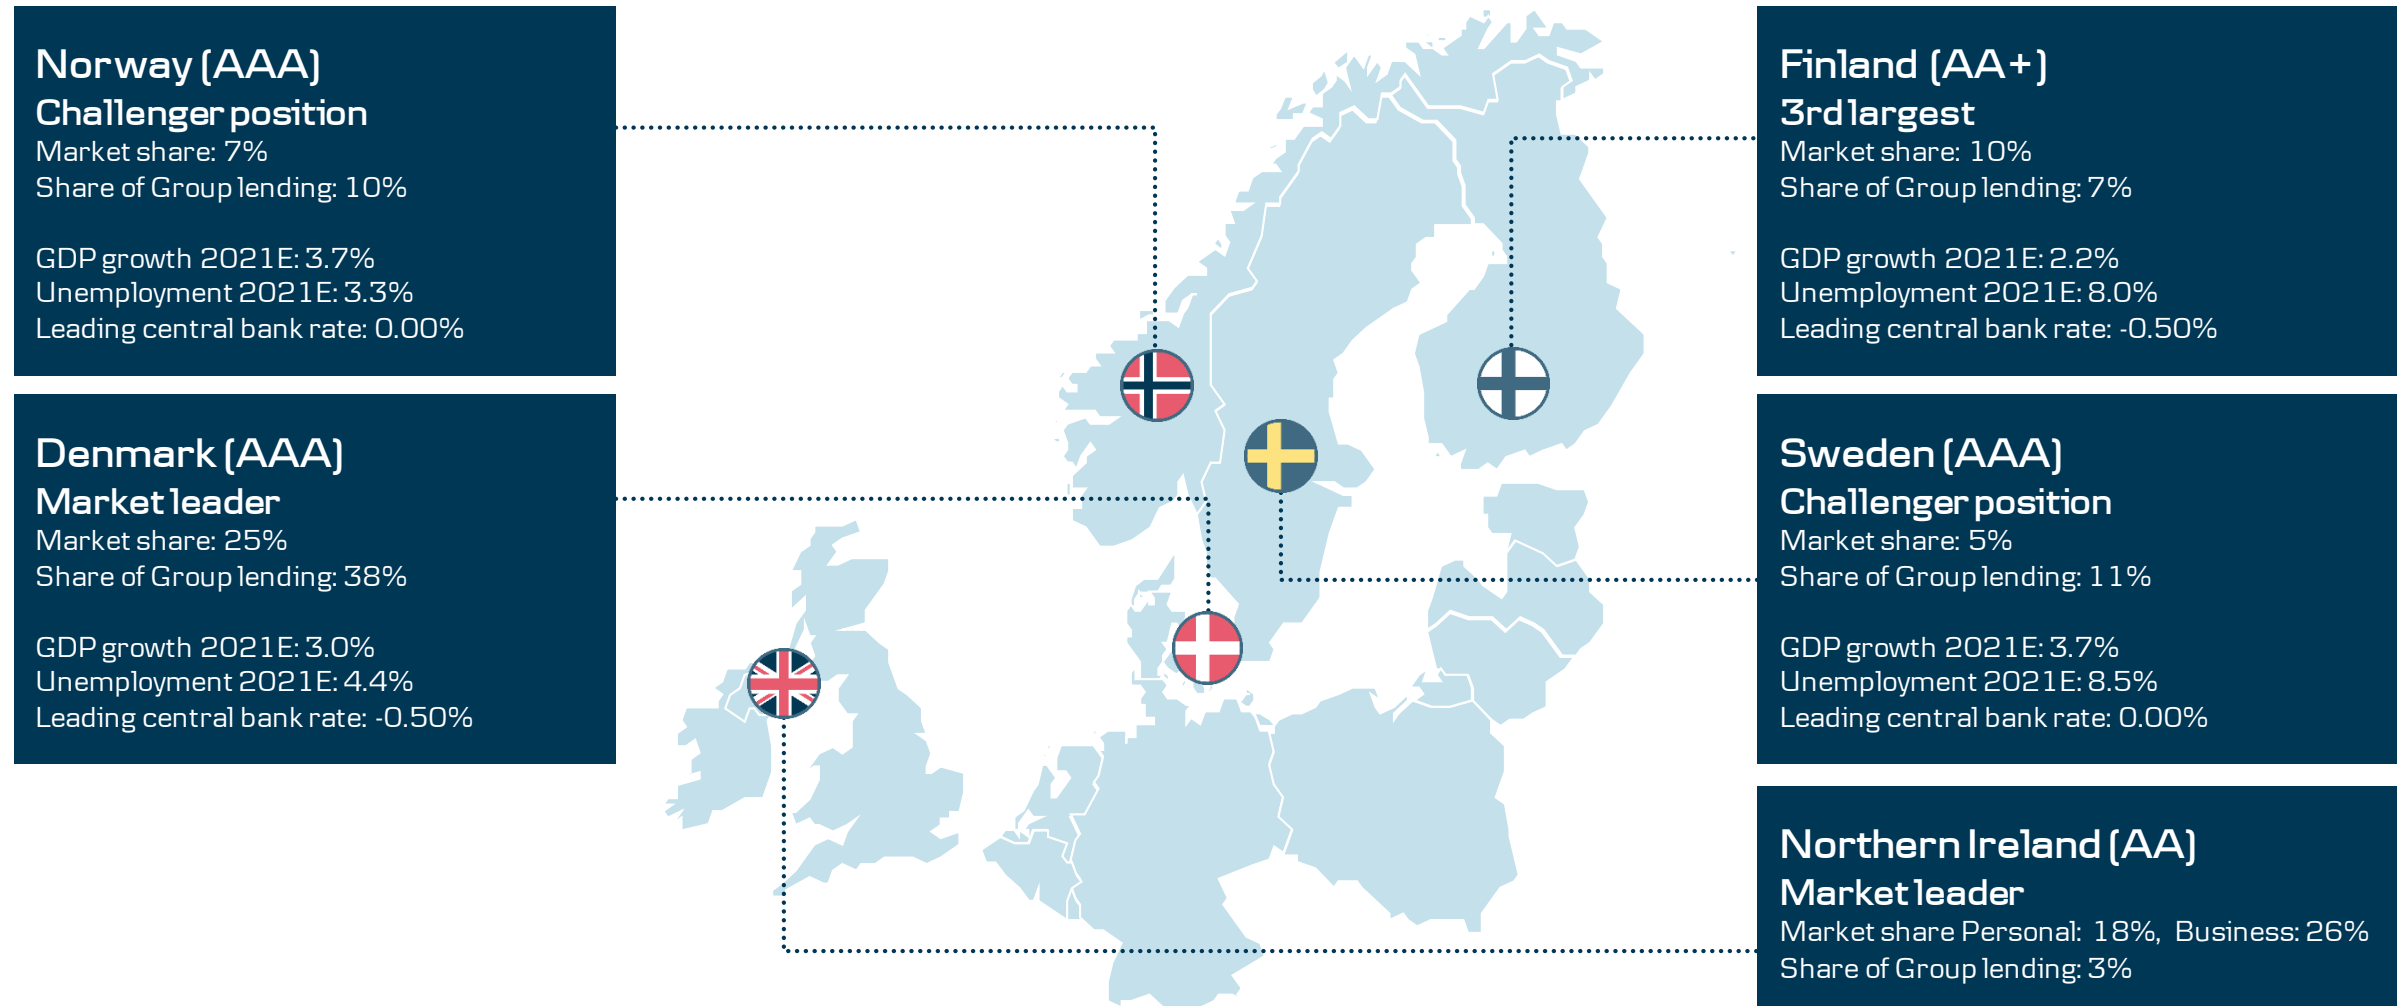 Norway (AAA)
Challenger position
Market share: 7%
Share of Group lending: 10%
GDP growth 2021E: 3.7%
Unemployment 2021E: 3.3%
Leading central bank rate: 0.00%
Denmark (AAA)
Market leader
Market share: 25%
Share of Group lending: 38%
GDP growth 2021E: 3.0%
Unemployment 2021E: 4.4%
Leading central bank rate: -0.50%
Finland (AA+)
3rd largest
Market share: 10%
Share of Group lending: 7%
GDP growth 2021E: 2.2%
Unemployment 2021E: 8.0%
Leading central bank rate: -0.50%
Sweden (AAA)
Challenger position
Market share: 5%
Share of Group lending: 11%
GDP growth 2021E: 3.7%
Unemployment 2021E: 8.5%
Leading central bank rate: 0.00%
Northern Ireland (AA)
Market leader
Market share Personal: 18%, Business: 26%
Share of Group lending: 3%